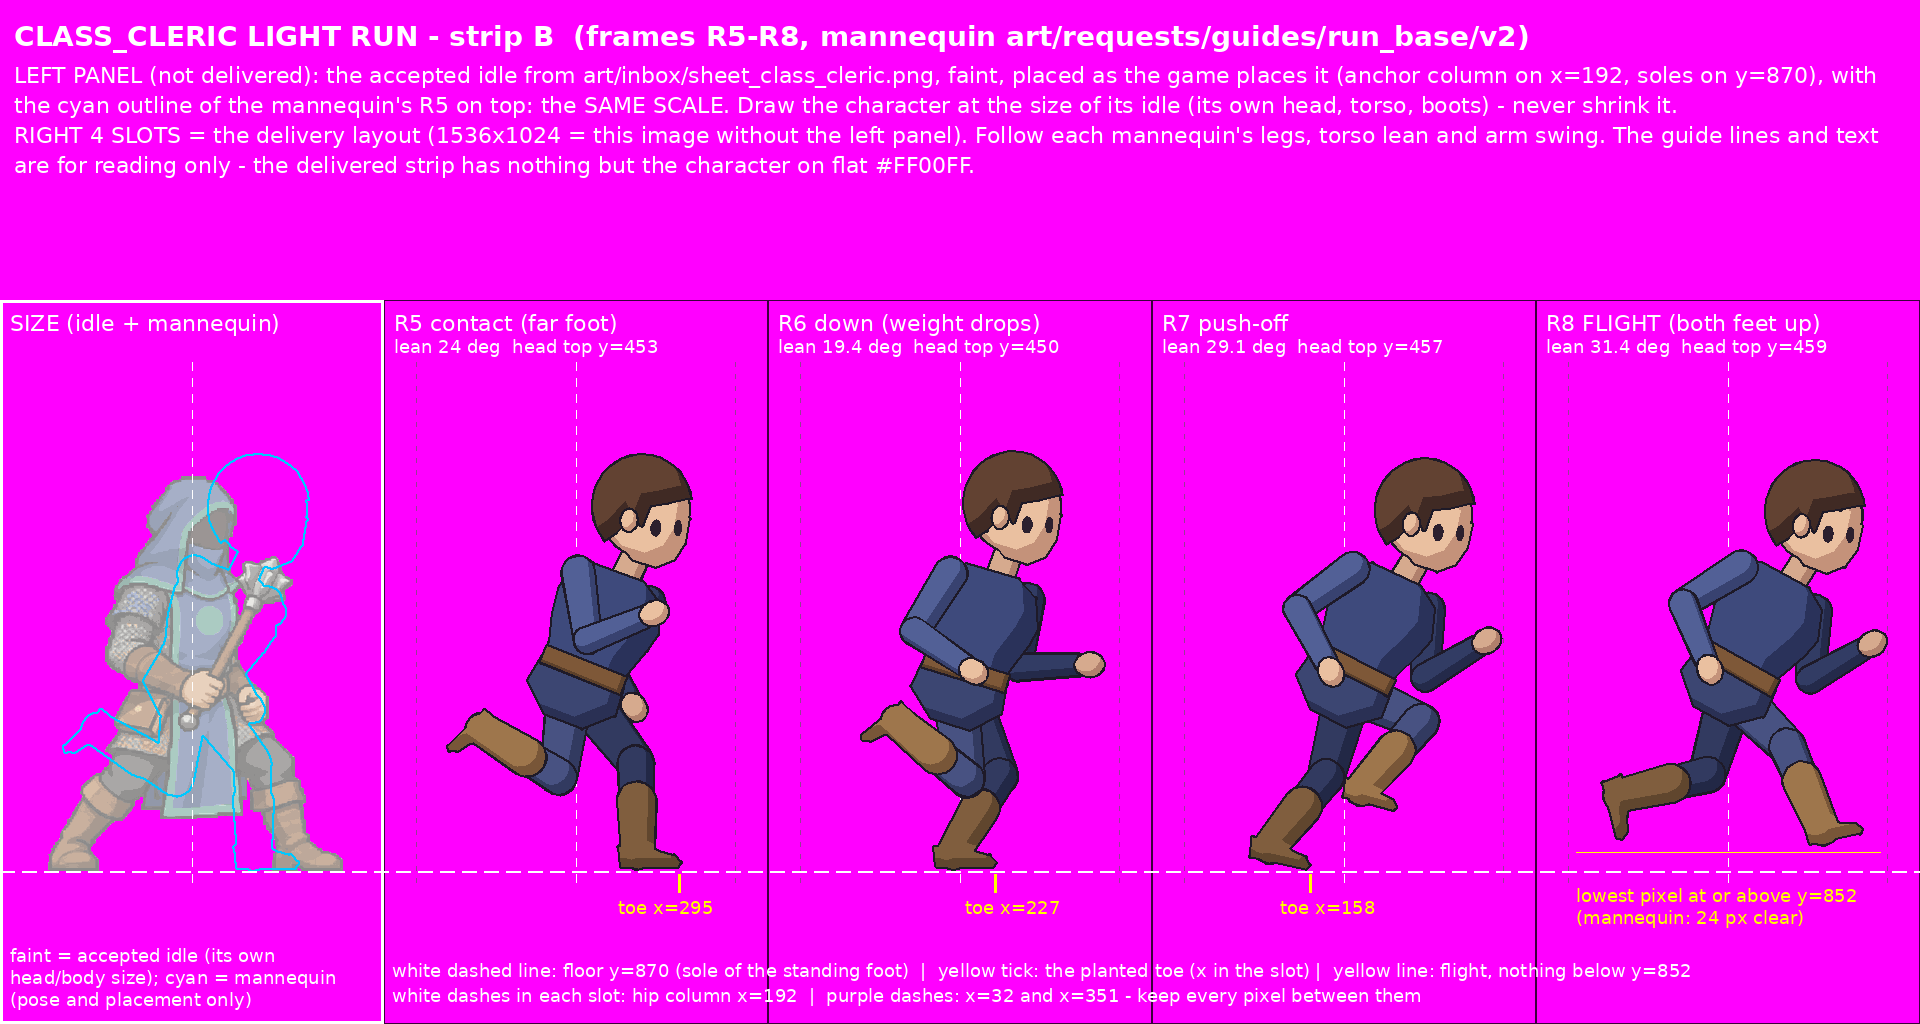 CLASS_CLERIC LIGHT RUN - strip B  (frames R5-R8, mannequin art/requests/guides/run_base/v2)
LEFT PANEL (not delivered): the accepted idle from art/inbox/sheet_class_cleric.png, faint, placed as the game places it (anchor column on x=192, soles on y=870), with
the cyan outline of the mannequin's R5 on top: the SAME SCALE. Draw the character at the size of its idle (its own head, torso, boots) - never shrink it.
RIGHT 4 SLOTS = the delivery layout (1536x1024 = this image without the left panel). Follow each mannequin's legs, torso lean and arm swing. The guide lines and text
are for reading only - the delivered strip has nothing but the character on flat #FF00FF.
SIZE (idle + mannequin)
R5 contact (far foot)
lean 24 deg  head top y=453
R6 down (weight drops)
lean 19.4 deg  head top y=450
R7 push-off
lean 29.1 deg  head top y=457
R8 FLIGHT (both feet up)
lean 31.4 deg  head top y=459
toe x=295
toe x=227
toe x=158
lowest pixel at or above y=852
(mannequin: 24 px clear)
faint = accepted idle (its own
head/body size); cyan = mannequin
(pose and placement only)
white dashed line: floor y=870 (sole of the standing foot)  |  yellow tick: the planted toe (x in the slot) |  yellow line: flight, nothing below y=852
white dashes in each slot: hip column x=192  |  purple dashes: x=32 and x=351 - keep every pixel between them